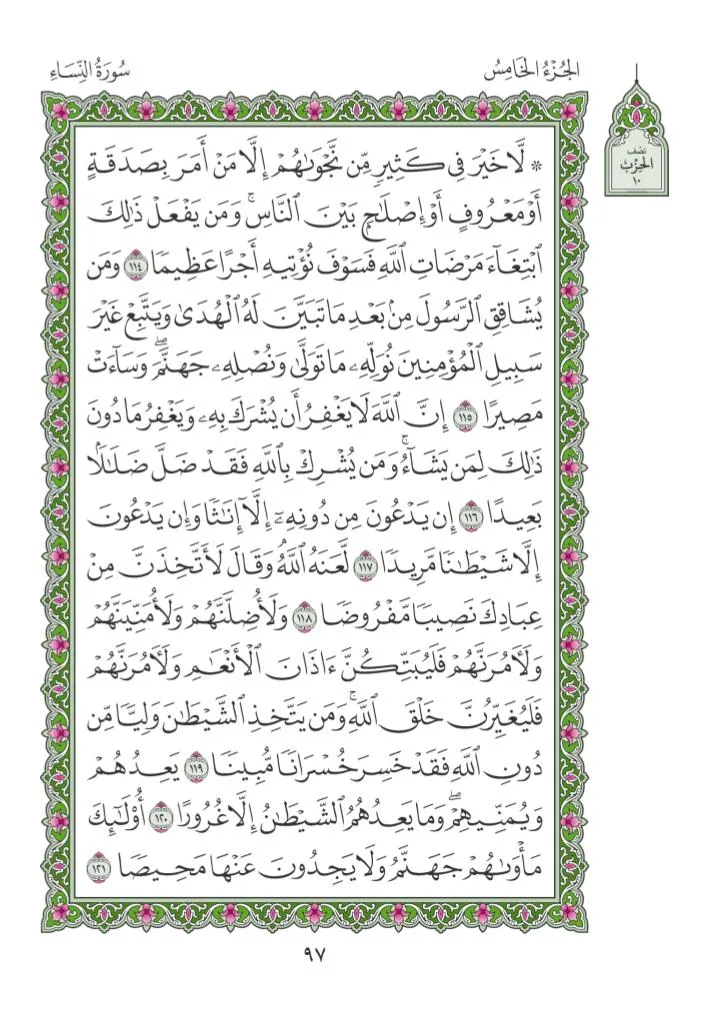 الجُزْءُ الخَامِسُ
سُورَةُ النِّسَاءِ
نصف
الحزب
١٠
۞ لَّا خَيْرَ فِي كَثِيرٍ مِّن نَّجْوَىٰهُمْ إِلَّا مَنْ أَمَرَ بِصَدَقَةٍ
أَوْ مَعْرُوفٍ أَوْ إِصْلَٰحٍۭ بَيْنَ ٱلنَّاسِۚ وَمَن يَفْعَلْ ذَٰلِكَ
ٱبْتِغَآءَ مَرْضَاتِ ٱللَّهِ فَسَوْفَ نُؤْتِيهِ أَجْرًا عَظِيمًا ١١٤ وَمَن
يُشَاقِقِ ٱلرَّسُولَ مِنۢ بَعْدِ مَا تَبَيَّنَ لَهُ ٱلْهُدَىٰ وَيَتَّبِعْ غَيْرَ
سَبِيلِ ٱلْمُؤْمِنِينَ نُوَلِّهِۦ مَا تَوَلَّىٰ وَنُصْلِهِۦ جَهَنَّمَۖ وَسَآءَتْ
مَصِيرًا ١١٥ إِنَّ ٱللَّهَ لَا يَغْفِرُ أَن يُشْرَكَ بِهِۦ وَيَغْفِرُ مَا دُونَ
ذَٰلِكَ لِمَن يَشَآءُۚ وَمَن يُشْرِكْ بِٱللَّهِ فَقَدْ ضَلَّ ضَلَٰلًۢا
بَعِيدًا ١١٦ إِن يَدْعُونَ مِن دُونِهِۦٓ إِلَّآ إِنَٰثًا وَإِن يَدْعُونَ
إِلَّا شَيْطَٰنًا مَّرِيدًا ١١٧ لَّعَنَهُ ٱللَّهُۘ وَقَالَ لَأَتَّخِذَنَّ مِنْ
عِبَادِكَ نَصِيبًا مَّفْرُوضًا ١١٨ وَلَأُضِلَّنَّهُمْ وَلَأُمَنِّيَنَّهُمْ
وَلَءَامُرَنَّهُمْ فَلَيُبَتِّكُنَّ ءَاذَانَ ٱلْأَنْعَٰمِ وَلَءَامُرَنَّهُمْ
فَلَيُغَيِّرُنَّ خَلْقَ ٱللَّهِۚ وَمَن يَتَّخِذِ ٱلشَّيْطَٰنَ وَلِيًّا مِّن
دُونِ ٱللَّهِ فَقَدْ خَسِرَ خُسْرَانًا مُّبِينًا ١١٩ يَعِدُهُمْ
وَيُمَنِّيهِمْۖ وَمَا يَعِدُهُمُ ٱلشَّيْطَٰنُ إِلَّا غُرُورًا ١٢٠ أُو۟لَٰٓئِكَ
مَأْوَىٰهُمْ جَهَنَّمُ وَلَا يَجِدُونَ عَنْهَا مَحِيصًا ١٢١
٩٧